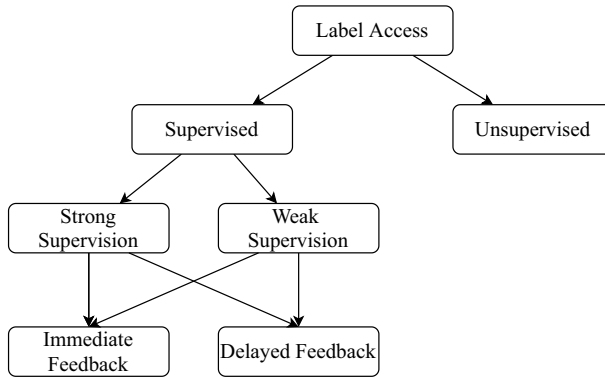 Label Access
Supervised
Unsupervised
Strong
Supervision
Weak
Supervision
Immediate
Feedback
Delayed Feedback